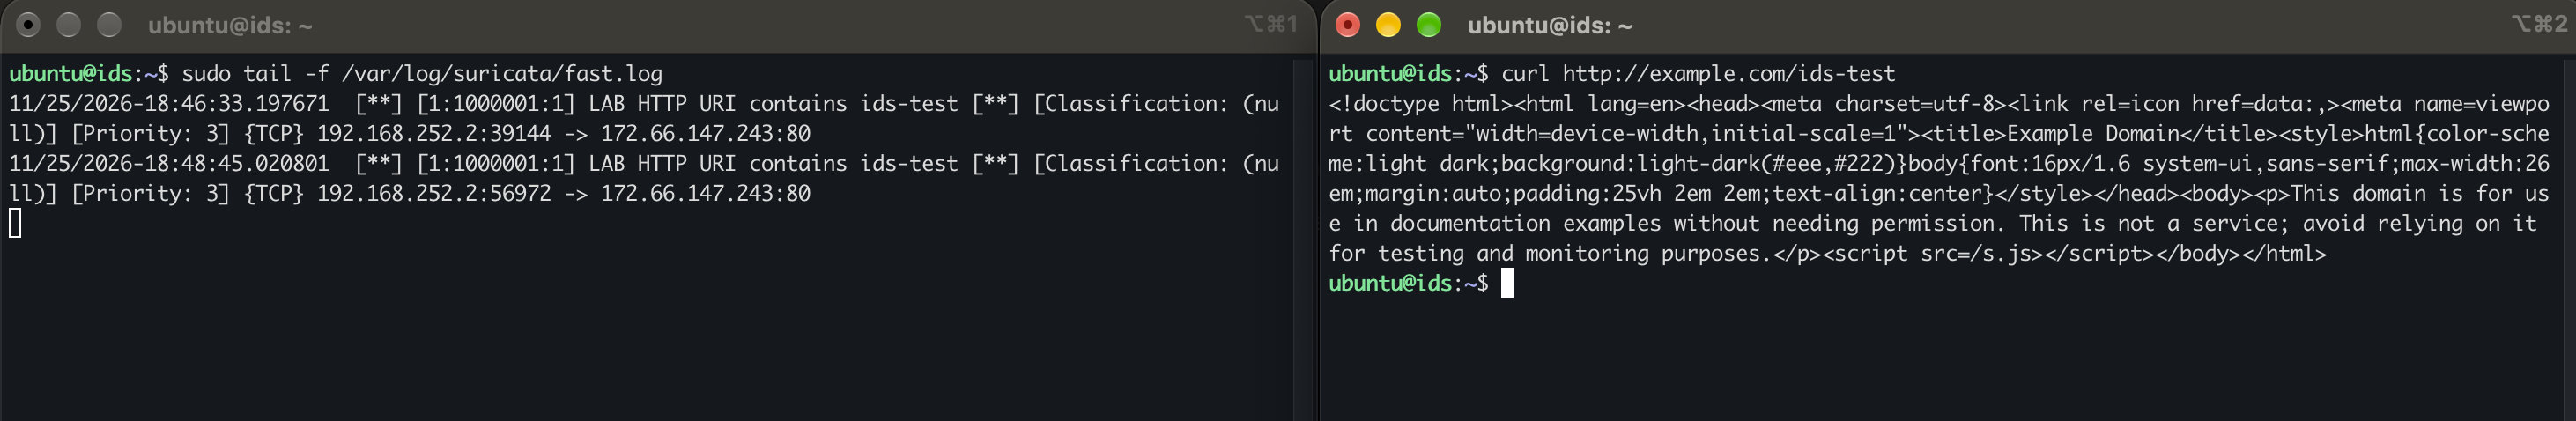 ubuntu@ids: ~
⌥⌘1
ubuntu@ids:~$ sudo tail -f /var/log/suricata/fast.log
11/25/2026-18:46:33.197671  [**] [1:1000001:1] LAB HTTP URI contains ids-test [**] [Classification: (nu
ll)] [Priority: 3] {TCP} 192.168.252.2:39144 -> 172.66.147.243:80
11/25/2026-18:48:45.020801  [**] [1:1000001:1] LAB HTTP URI contains ids-test [**] [Classification: (nu
ll)] [Priority: 3] {TCP} 192.168.252.2:56972 -> 172.66.147.243:80
ubuntu@ids: ~
⌥⌘2
ubuntu@ids:~$ curl http://example.com/ids-test
<!doctype html><html lang=en><head><meta charset=utf-8><link rel=icon href=data:,><meta name=viewpo
rt content="width=device-width,initial-scale=1"><title>Example Domain</title><style>html{color-sche
me:light dark;background:light-dark(#eee,#222)}body{font:16px/1.6 system-ui,sans-serif;max-width:26
em;margin:auto;padding:25vh 2em 2em;text-align:center}</style></head><body><p>This domain is for us
e in documentation examples without needing permission. This is not a service; avoid relying on it
for testing and monitoring purposes.</p><script src=/s.js></script></body></html>
ubuntu@ids:~$